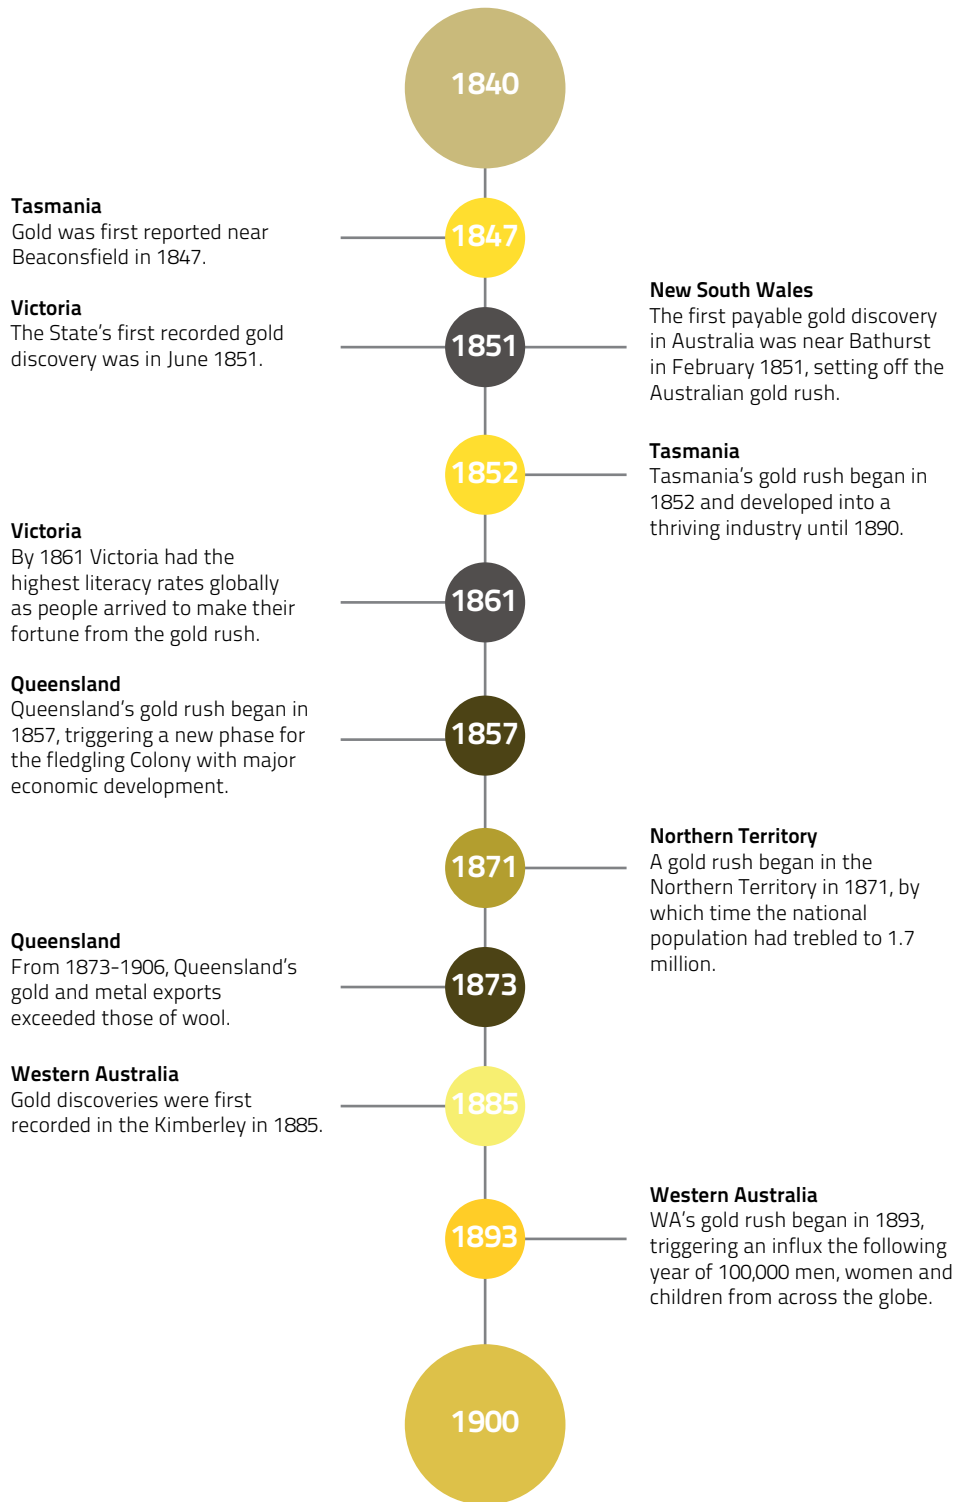 1840
Tasmania
Gold was first reported near
Beaconsfield in 1847.
1847
Victoria
The State's first recorded gold
discovery was in June 1851.
1851
New South Wales
The first payable gold discovery
in Australia was near Bathurst
in February 1851, setting off the
Australian gold rush.
1852
Tasmania
Tasmania's gold rush began in
1852 and developed into a
thriving industry until 1890.
Victoria
By 1861 Victoria had the
highest literacy rates globally
as people arrived to make their
fortune from the gold rush.
1861
Queensland
Queensland's gold rush began in
1857, triggering a new phase for
the fledgling Colony with major
economic development.
1857
1871
Northern Territory
A gold rush began in the
Northern Territory in 1871, by
which time the national
population had trebled to 1.7
million.
Queensland
From 1873-1906, Queensland's
gold and metal exports
exceeded those of wool.
1873
Western Australia
Gold discoveries were first
recorded in the Kimberley in 1885.
1885
1893
Western Australia
WA's gold rush began in 1893,
triggering an influx the following
year of 100,000 men, women and
children from across the globe.
1900